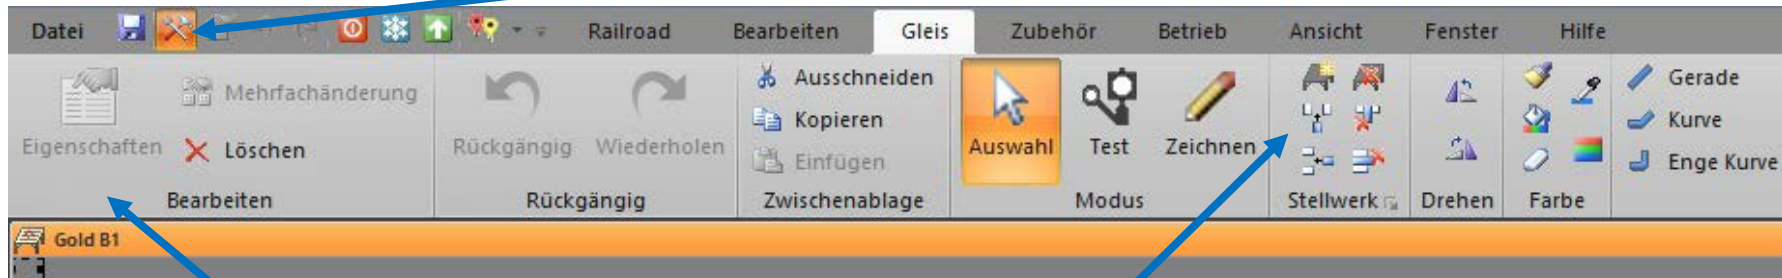 Datei Railroad Bearbeiten Gleis Zubehör Betrieb Ansicht Fenster Hilfe
Eigenschaften
Mehrfachänderung
Löschen
Bearbeiten
Rückgängig Wiederholen
Rückgängig
Ausschneiden
Kopieren
Einfügen
Zwischenablage
Auswahl Test Zeichnen
Modus
Stellwerk
Drehen
Farbe
Gerade
Kurve
Enge Kurve
Gold B1